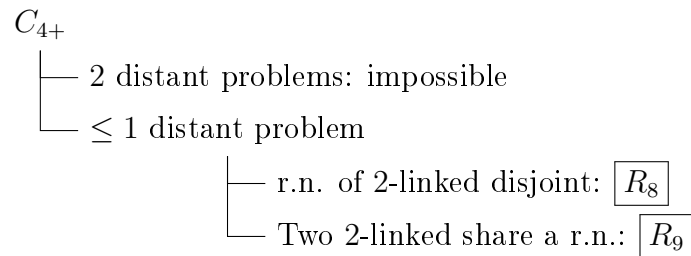 C₄₊
2 distant problems: impossible
≤ 1 distant problem
r.n. of 2-linked disjoint: R₈
Two 2-linked share a r.n.: R₉